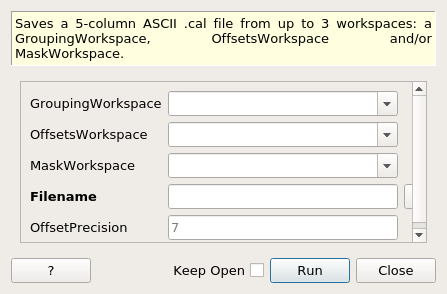 Saves a 5-column ASCII .cal file from up to 3 workspaces: a
GroupingWorkspace, OffsetsWorkspace and/or
MaskWorkspace.
GroupingWorkspace
OffsetsWorkspace
MaskWorkspace
Filename
OffsetPrecision 7
? Keep Open Run Close